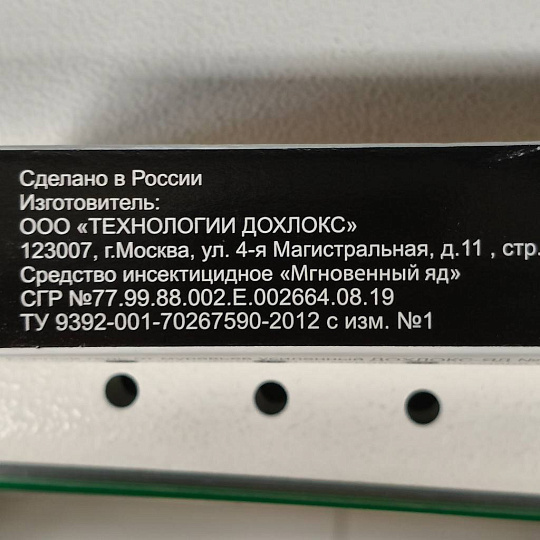 Сделано в России
Изготовитель:
ООО «ТЕХНОЛОГИИ ДОХЛОКС»
123007, г.Москва, ул. 4-я Магистральная, д.11 , стр.
Средство инсектицидное «Мгновенный яд»
СГР №77.99.88.002.Е.002664.08.19
ТУ 9392-001-70267590-2012 с изм. №1